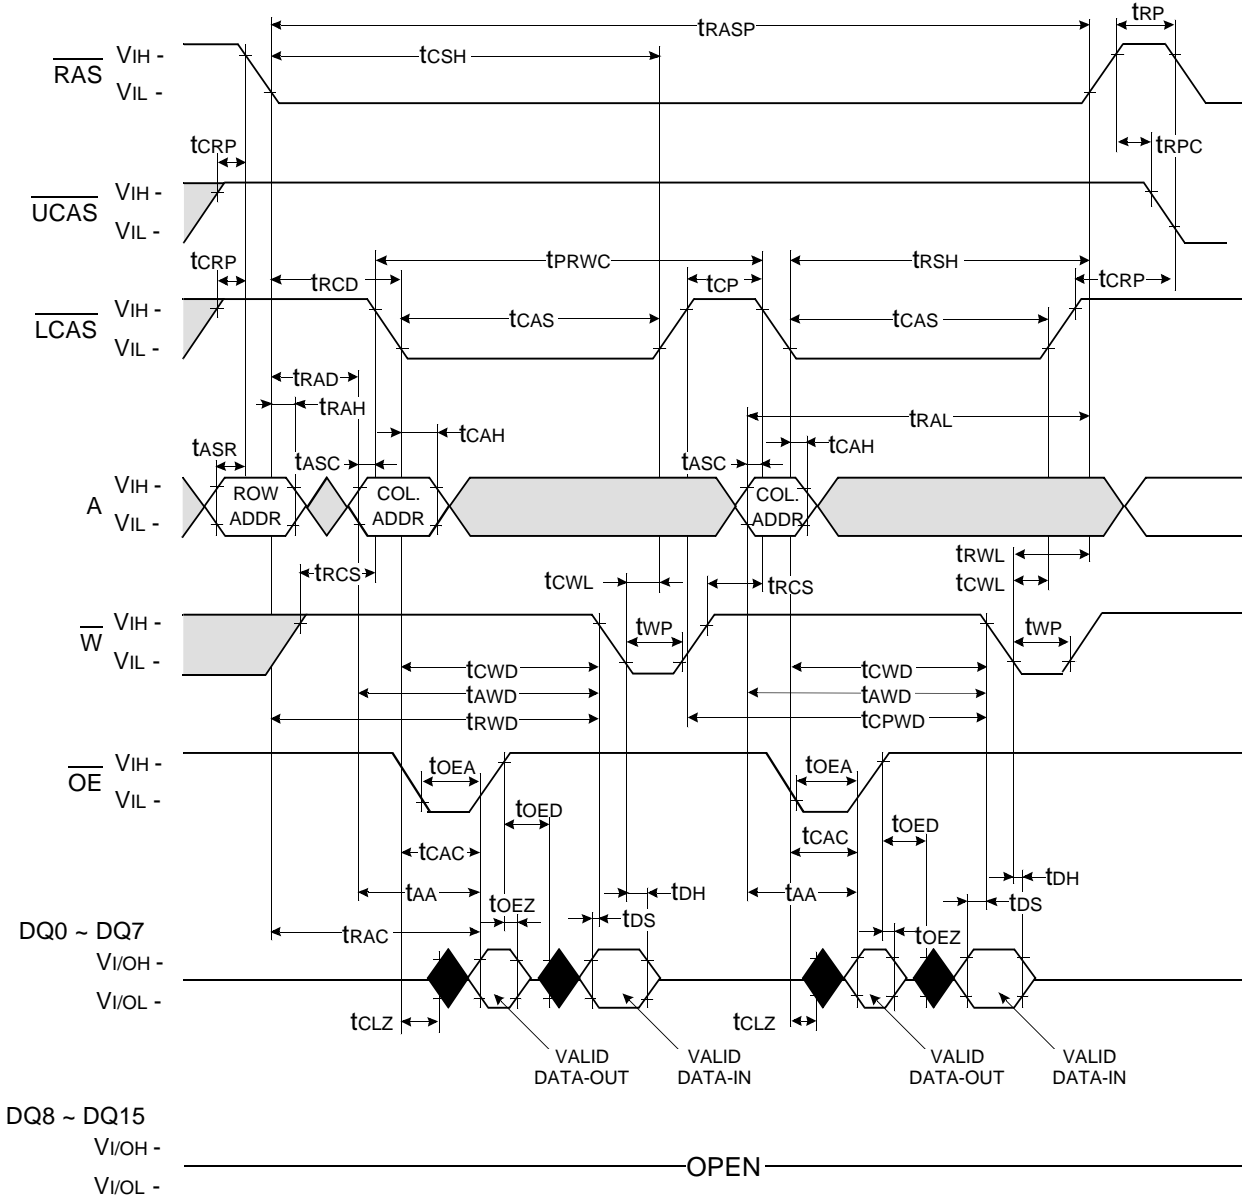 tRASP
tRP
tCSH
RAS
VIH -
VIL -
tCRP
tRPC
UCAS
VIH -
VIL -
tCRP
tRCD
tPRWC
tCP
tRSH
tCRP
LCAS
VIH -
VIL -
tCAS
tCAS
tRAD
tRAH
tRAL
tASR
tASC
tCAH
tASC
tCAH
A
VIH -
VIL -
ROW
ADDR
COL.
ADDR
COL.
ADDR
tRCS
tCWL
tRCS
tRWL
tCWL
W
VIH -
VIL -
tWP
tWP
tCWD
tCWD
tAWD
tAWD
tRWD
tCPWD
OE
VIH -
VIL -
tOEA
tOEA
tOED
tOED
tCAC
tCAC
tAA
tDH
tAA
tDH
tOEZ
tDS
tOEZ
tDS
tRAC
DQ0 ~ DQ7
VI/OH -
VI/OL -
tCLZ
tCLZ
VALID
DATA-OUT
VALID
DATA-IN
VALID
DATA-OUT
VALID
DATA-IN
DQ8 ~ DQ15
VI/OH -
OPEN
VI/OL -